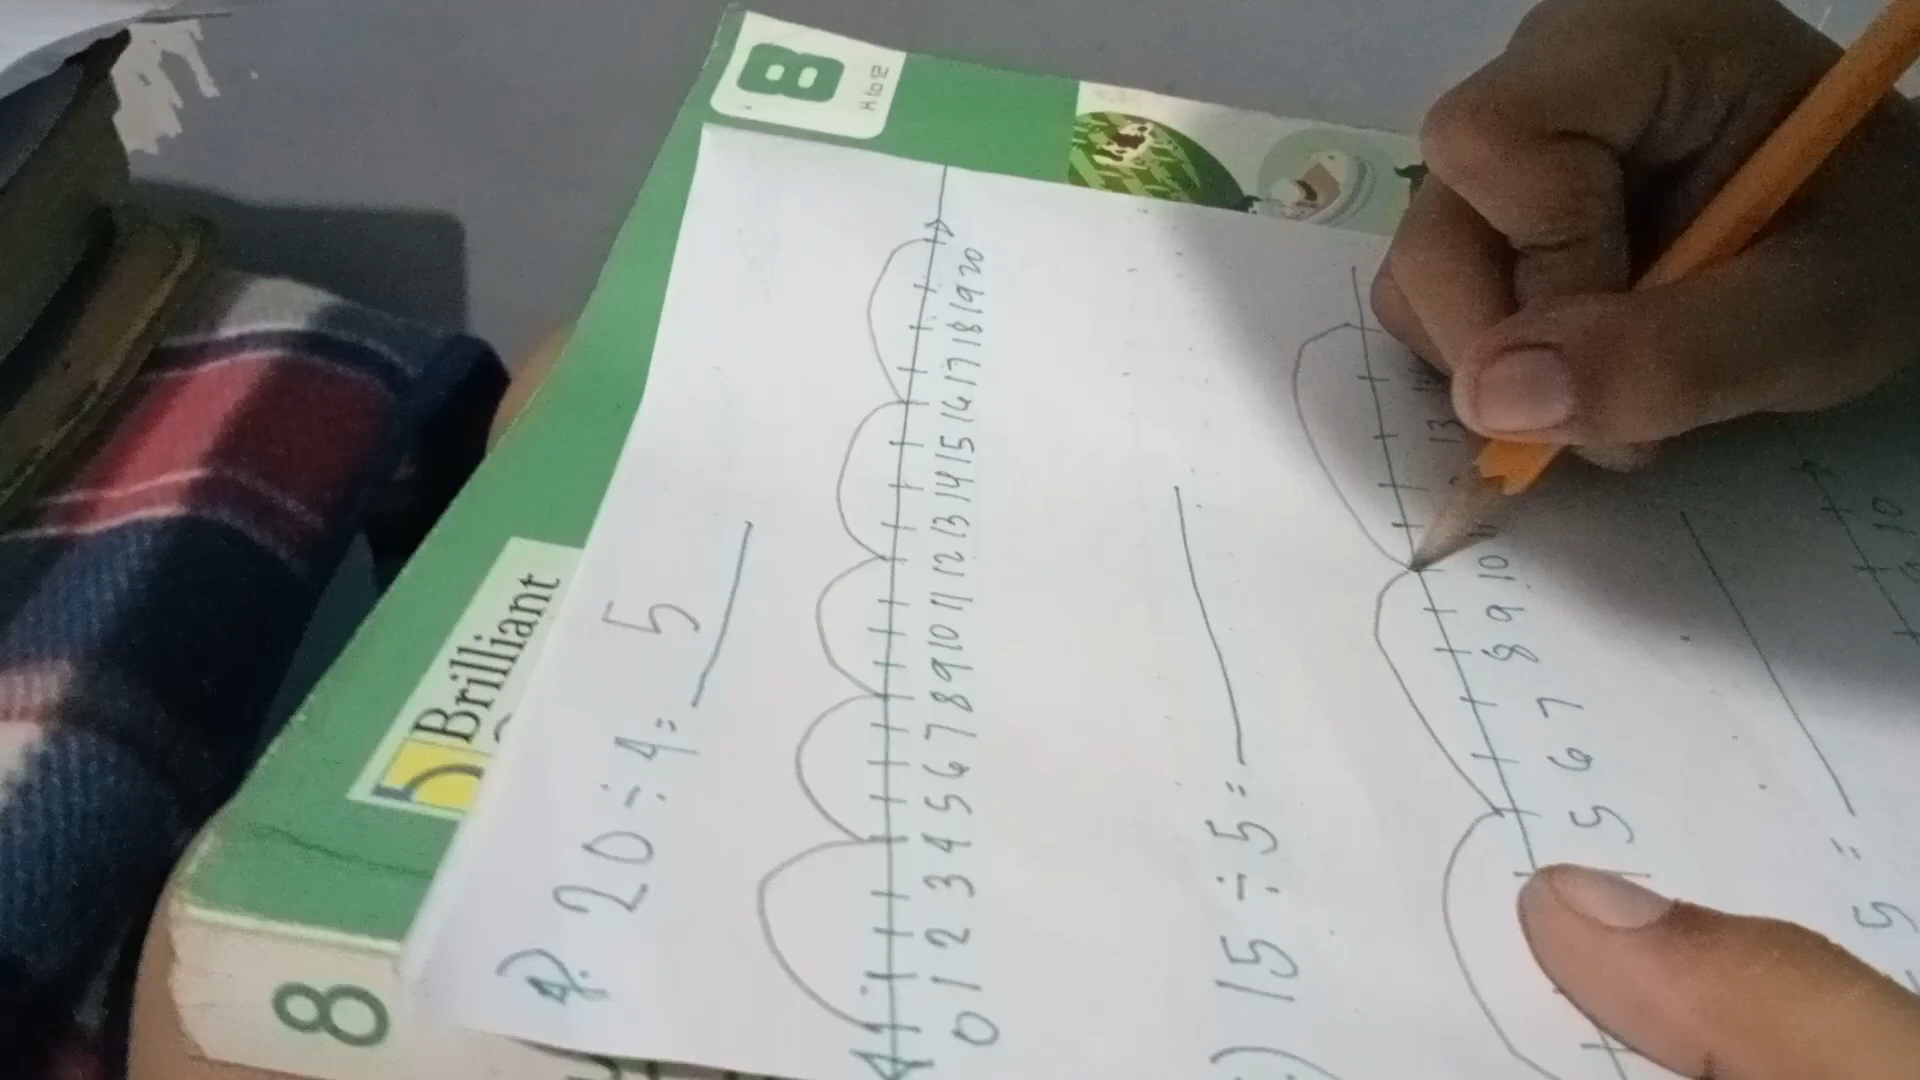 8
K to 12
Brilliant
8
20 ÷ 4 = 5
0 1 2 3 4 5 6 7 8 9 10 11 12 13 14 15 16 17 18 19 20
15 ÷ 5 =
5 6 7 8 9 10 11 13
5 =
10